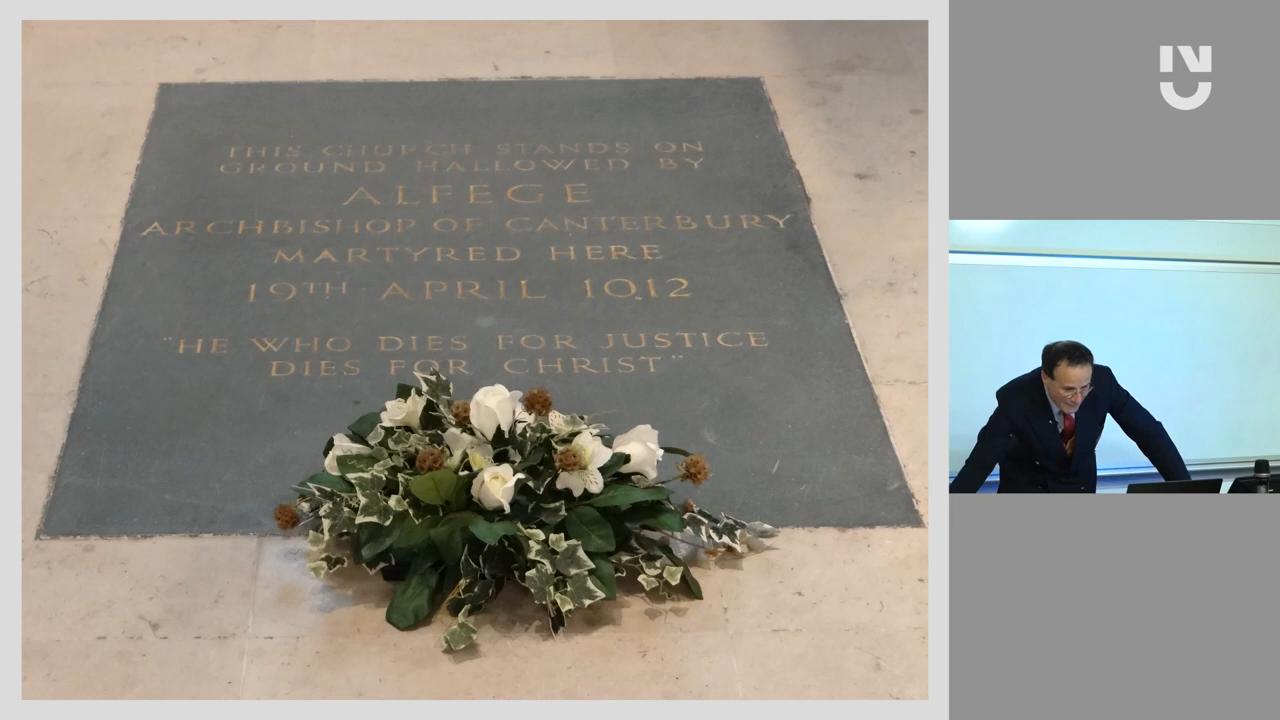 THIS CHURCH STANDS ON
GROUND HALLOWED BY
ALFEGE
ARCHBISHOP OF CANTERBURY
MARTYRED HERE
19TH APRIL 1012
"HE WHO DIES FOR JUSTICE
DIES FOR CHRIST"
NU